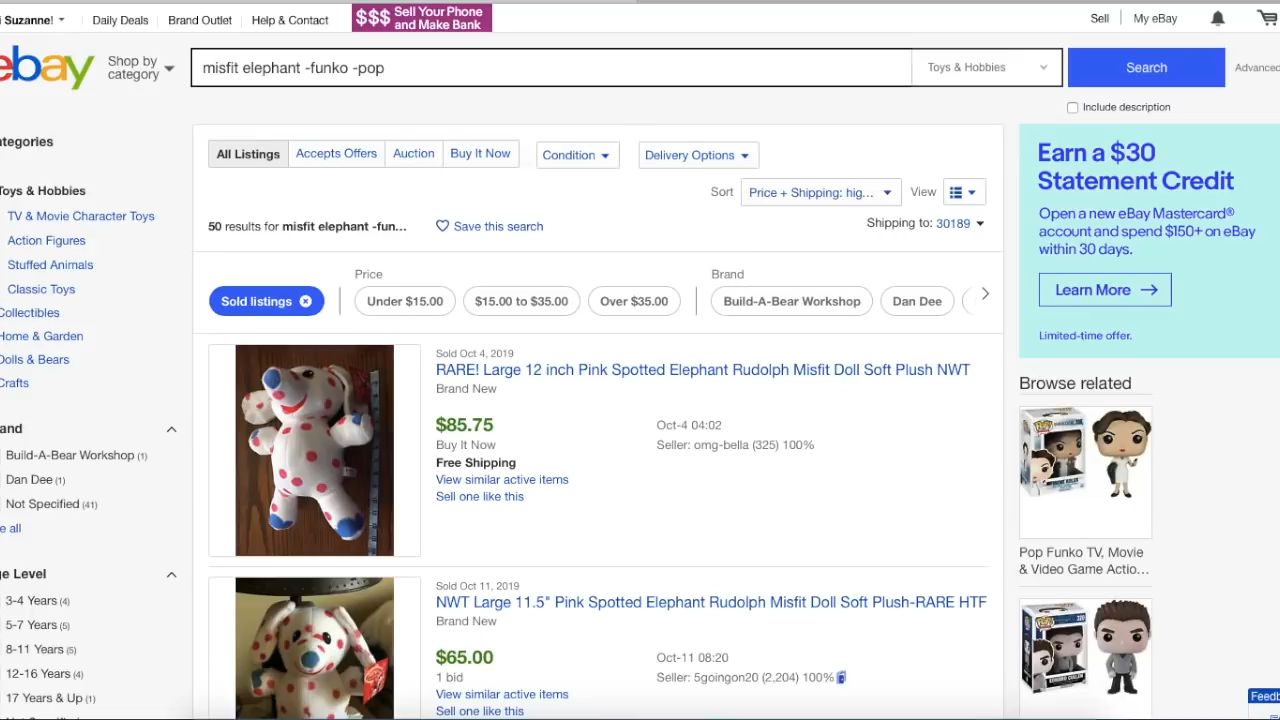 i Suzanne!
Daily Deals
Brand Outlet
Help & Contact
$$$ Sell Your Phone
and Make Bank
Sell
My eBay
ebay
Shop by
category
misfit elephant -funko -pop
Toys & Hobbies
Search
Advanced
Include description
ategories
Toys & Hobbies
TV & Movie Character Toys
Action Figures
Stuffed Animals
Classic Toys
Collectibles
Home & Garden
Dolls & Bears
Crafts
and
Build-A-Bear Workshop (1)
Dan Dee (1)
Not Specified (41)
e all
ge Level
3-4 Years (4)
5-7 Years (5)
8-11 Years (5)
12-16 Years (4)
17 Years & Up (1)
All Listings
Accepts Offers
Auction
Buy It Now
Condition
Delivery Options
Sort
Price + Shipping: hig...
View
50 results for misfit elephant -fun...
Save this search
Shipping to: 30189
Price
Brand
Sold listings
Under $15.00
$15.00 to $35.00
Over $35.00
Build-A-Bear Workshop
Dan Dee
Sold Oct 4, 2019
RARE! Large 12 inch Pink Spotted Elephant Rudolph Misfit Doll Soft Plush NWT
Brand New
$85.75
Buy It Now
Free Shipping
View similar active items
Sell one like this
Oct-4 04:02
Seller: omg-bella (325) 100%
Sold Oct 11, 2019
NWT Large 11.5" Pink Spotted Elephant Rudolph Misfit Doll Soft Plush-RARE HTF
Brand New
$65.00
1 bid
View similar active items
Sell one like this
Oct-11 08:20
Seller: 5goingon20 (2,204) 100%
Earn a $30
Statement Credit
Open a new eBay Mastercard®
account and spend $150+ on eBay
within 30 days.
Learn More
Limited-time offer.
Browse related
Pop Funko TV, Movie
& Video Game Actio...
Feedb